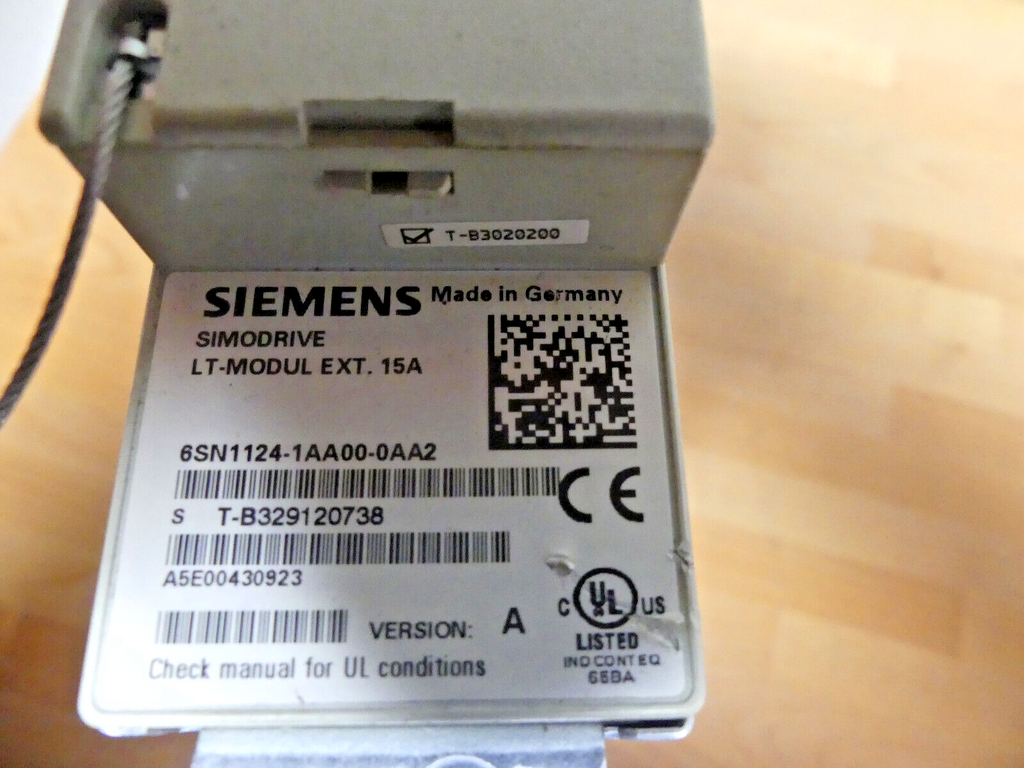 T-B3020200
SIEMENS Made in Germany
SIMODRIVE
LT-MODUL EXT. 15A
6SN1124-1AA00-0AA2
CE
S T-B329120738
A5E00430923
C UL US
VERSION: A
LISTED
IND CONT EQ
Check manual for UL conditions
65BA